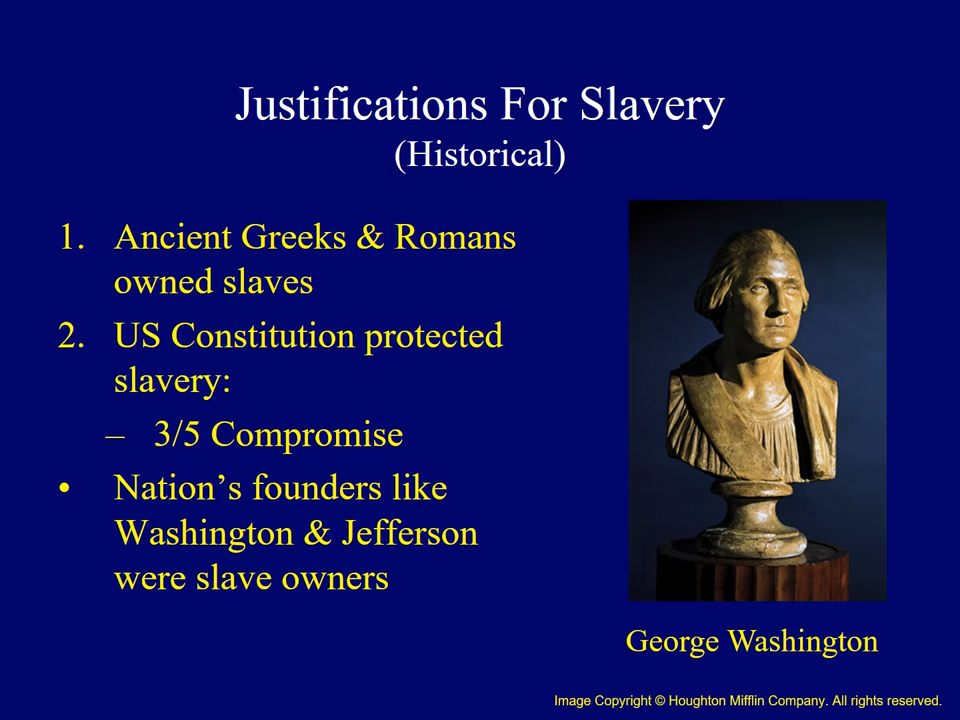 Justifications For Slavery
(Historical)
1. Ancient Greeks & Romans
owned slaves
2. US Constitution protected
slavery:
– 3/5 Compromise
• Nation’s founders like
Washington & Jefferson
were slave owners
George Washington
Image Copyright © Houghton Mifflin Company. All rights reserved.